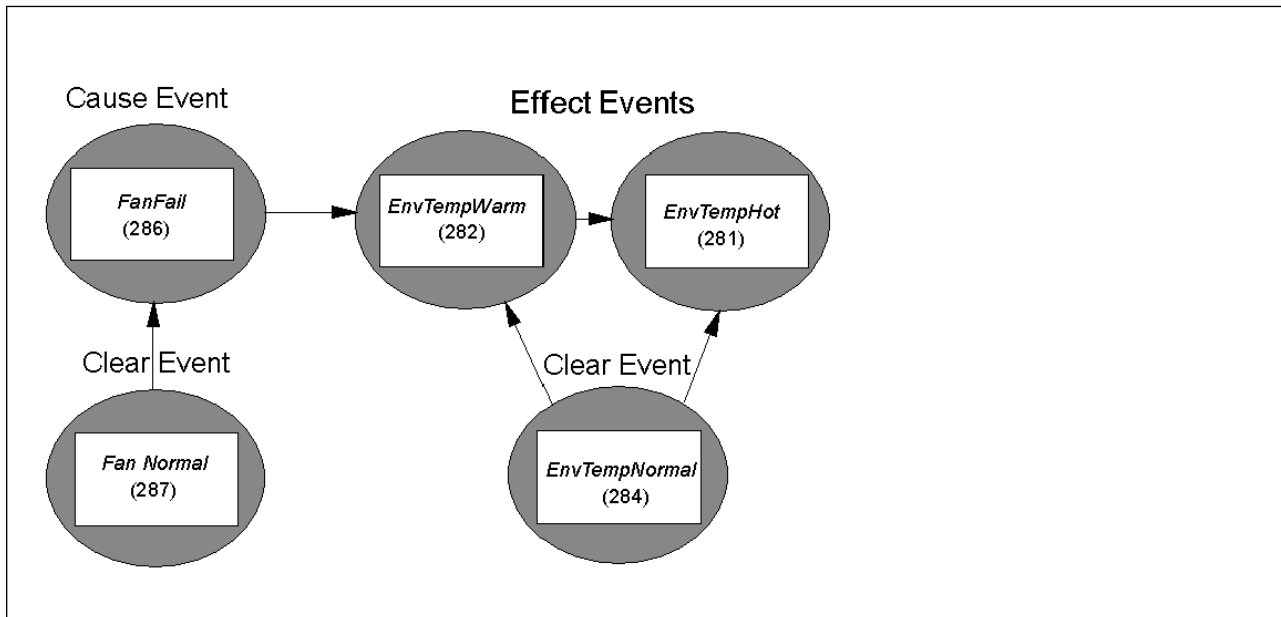 Cause Event
Effect Events
FanFail
(286)
EnvTempWarm
(282)
EnvTempHot
(281)
Clear Event
Clear Event
Fan Normal
(287)
EnvTempNormal
(284)